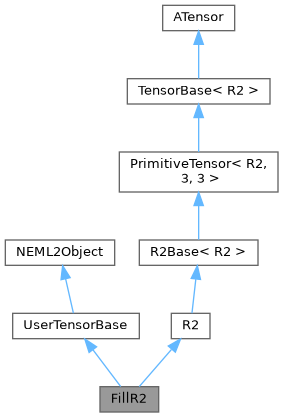 ATensor
TensorBase< R2 >
PrimitiveTensor< R2,
3, 3 >
NEML2Object
R2Base< R2 >
UserTensorBase
R2
FillR2